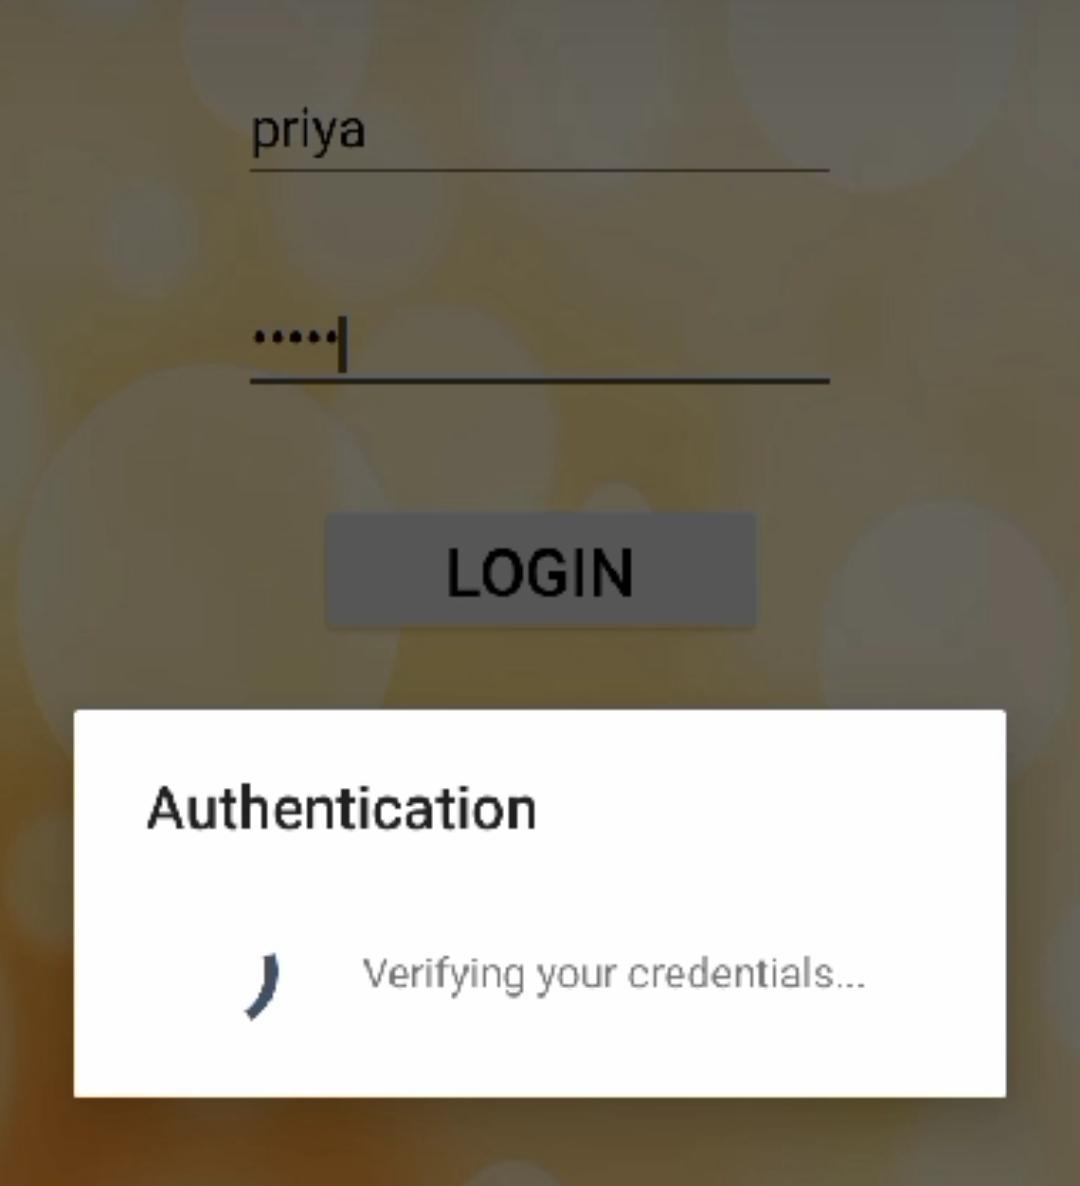 priya
•••••
LOGIN
Authentication
Verifying your credentials...